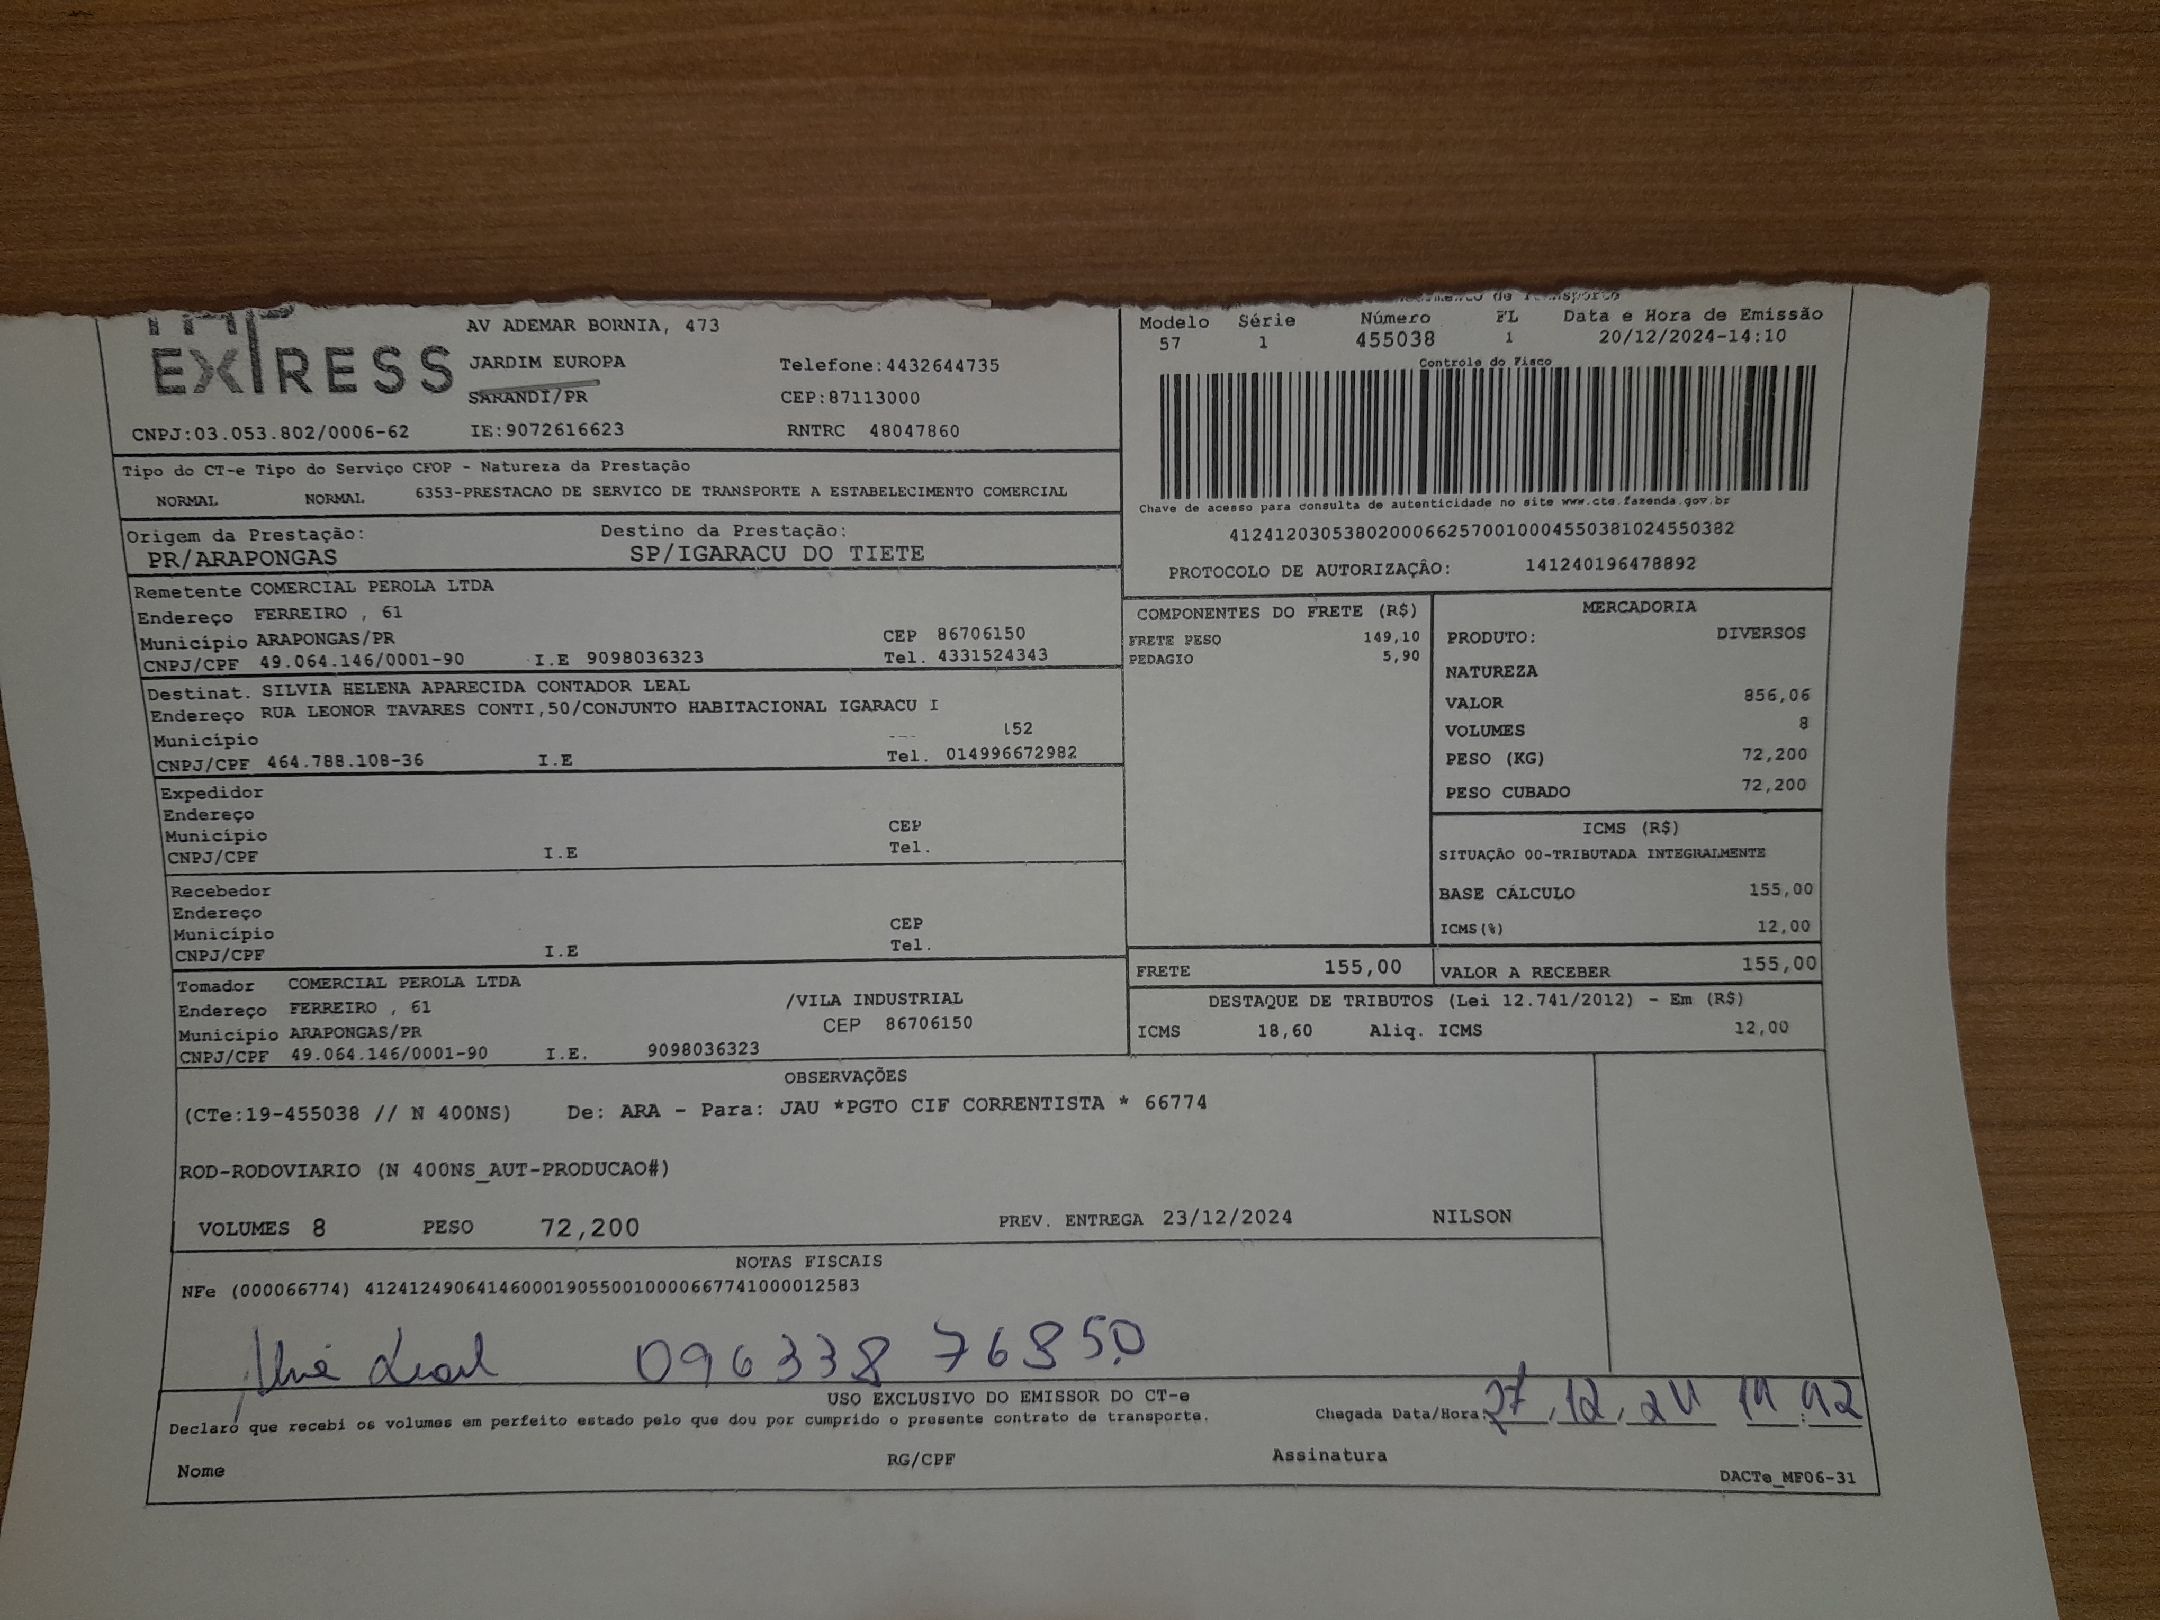 EXPRESS
AV ADEMAR BORNIA, 473
JARDIM EUROPA
Telefone:4432644735
SARANDI/PR
CEP:87113000
CNPJ:03.053.802/0006-62
IE:9072616623
RNTRC 48047860
Tipo do CT-e Tipo do Serviço CFOP - Natureza da Prestação
NORMAL NORMAL 6353-PRESTACAO DE SERVICO DE TRANSPORTE A ESTABELECIMENTO COMERCIAL
Origem da Prestação: Destino da Prestação:
PR/ARAPONGAS SP/IGARACU DO TIETE
Remetente COMERCIAL PEROLA LTDA
Endereço FERREIRO , 61
Município ARAPONGAS/PR CEP 86706150
CNPJ/CPF 49.064.146/0001-90 I.E 9098036323 Tel. 4331524343
Destinat. SILVIA HELENA APARECIDA CONTADOR LEAL
Endereço RUA LEONOR TAVARES CONTI,50/CONJUNTO HABITACIONAL IGARACU I
Município 152
CNPJ/CPF 464.788.108-36 I.E Tel. 014996672982
Expedidor
Endereço
Município CEP
CNPJ/CPF I.E Tel.
Recebedor
Endereço
Município CEP
CNPJ/CPF I.E Tel.
Tomador COMERCIAL PEROLA LTDA
Endereço FERREIRO , 61 /VILA INDUSTRIAL
Município ARAPONGAS/PR CEP 86706150
CNPJ/CPF 49.064.146/0001-90 I.E. 9098036323
de Transporte
Modelo Série Número FL Data e Hora de Emissão
57 1 455038 1 20/12/2024-14:10
Controle do Fisco
Chave de acesso para consulta de autenticidade no site www.cte.fazenda.gov.br
41241203053802000662570010004550381024550382
PROTOCOLO DE AUTORIZAÇÃO: 141240196478892
COMPONENTES DO FRETE (R$)
FRETE PESO 149,10
PEDAGIO 5,90
MERCADORIA
PRODUTO: DIVERSOS
NATUREZA
VALOR 856,06
VOLUMES 8
PESO (KG) 72,200
PESO CUBADO 72,200
ICMS (R$)
SITUAÇÃO 00-TRIBUTADA INTEGRALMENTE
BASE CÁLCULO 155,00
ICMS(%) 12,00
FRETE 155,00 VALOR A RECEBER 155,00
DESTAQUE DE TRIBUTOS (Lei 12.741/2012) - Em (R$)
ICMS 18,60 Aliq. ICMS 12,00
OBSERVAÇÕES
(CTe:19-455038 // N 400NS) De: ARA - Para: JAU *PGTO CIF CORRENTISTA * 66774
ROD-RODOVIARIO (N 400NS_AUT-PRODUCAO#)
VOLUMES 8 PESO 72,200 PREV. ENTREGA 23/12/2024 NILSON
NOTAS FISCAIS
NFe (000066774) 41241249064146000190550010000667741000012583
Leal 096338 76850
USO EXCLUSIVO DO EMISSOR DO CT-e
Declaro que recebi os volumes em perfeito estado pelo que dou por cumprido o presente contrato de transporte.
Chegada Data/Hora: 27.12.24
Nome RG/CPF Assinatura
DACTe_MF06-31